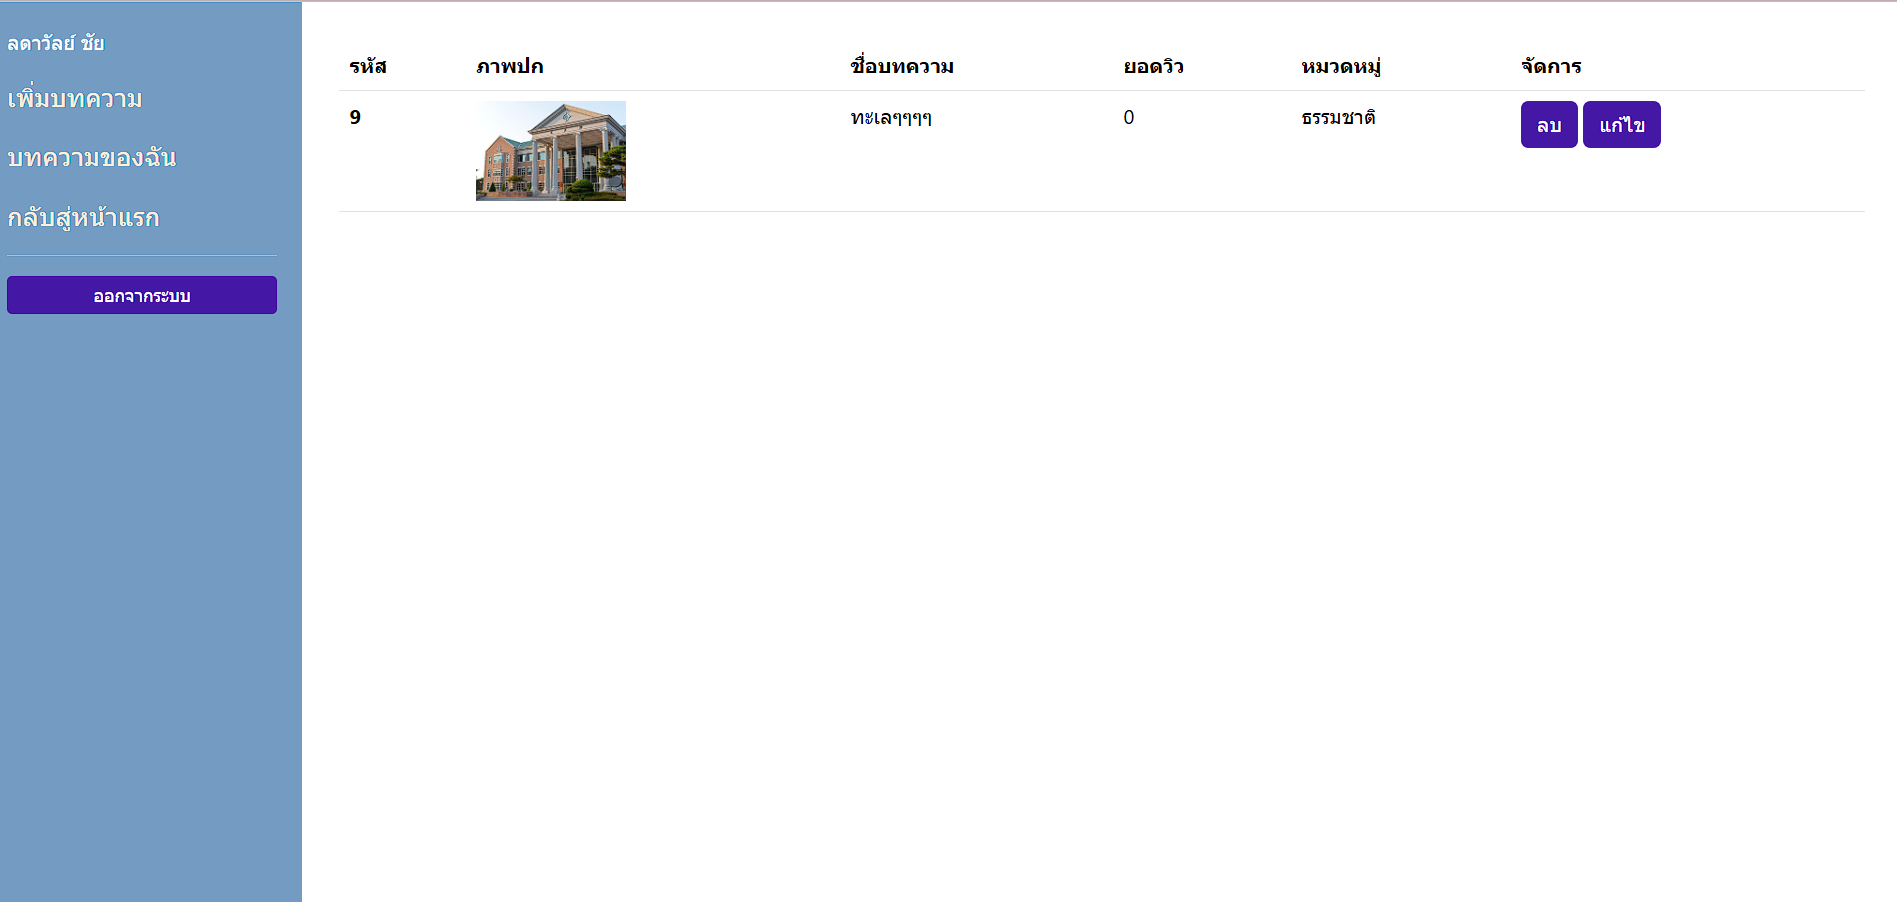 ลดาวัลย์ ชัย
เพิ่มบทความ
บทความของฉัน
กลับสู่หน้าแรก
ออกจากระบบ
รหัส ภาพปก ชื่อบทความ ยอดวิว หมวดหมู่ จัดการ
9 ทะเลๆๆๆๆ 0 ธรรมชาติ ลบ แก้ไข